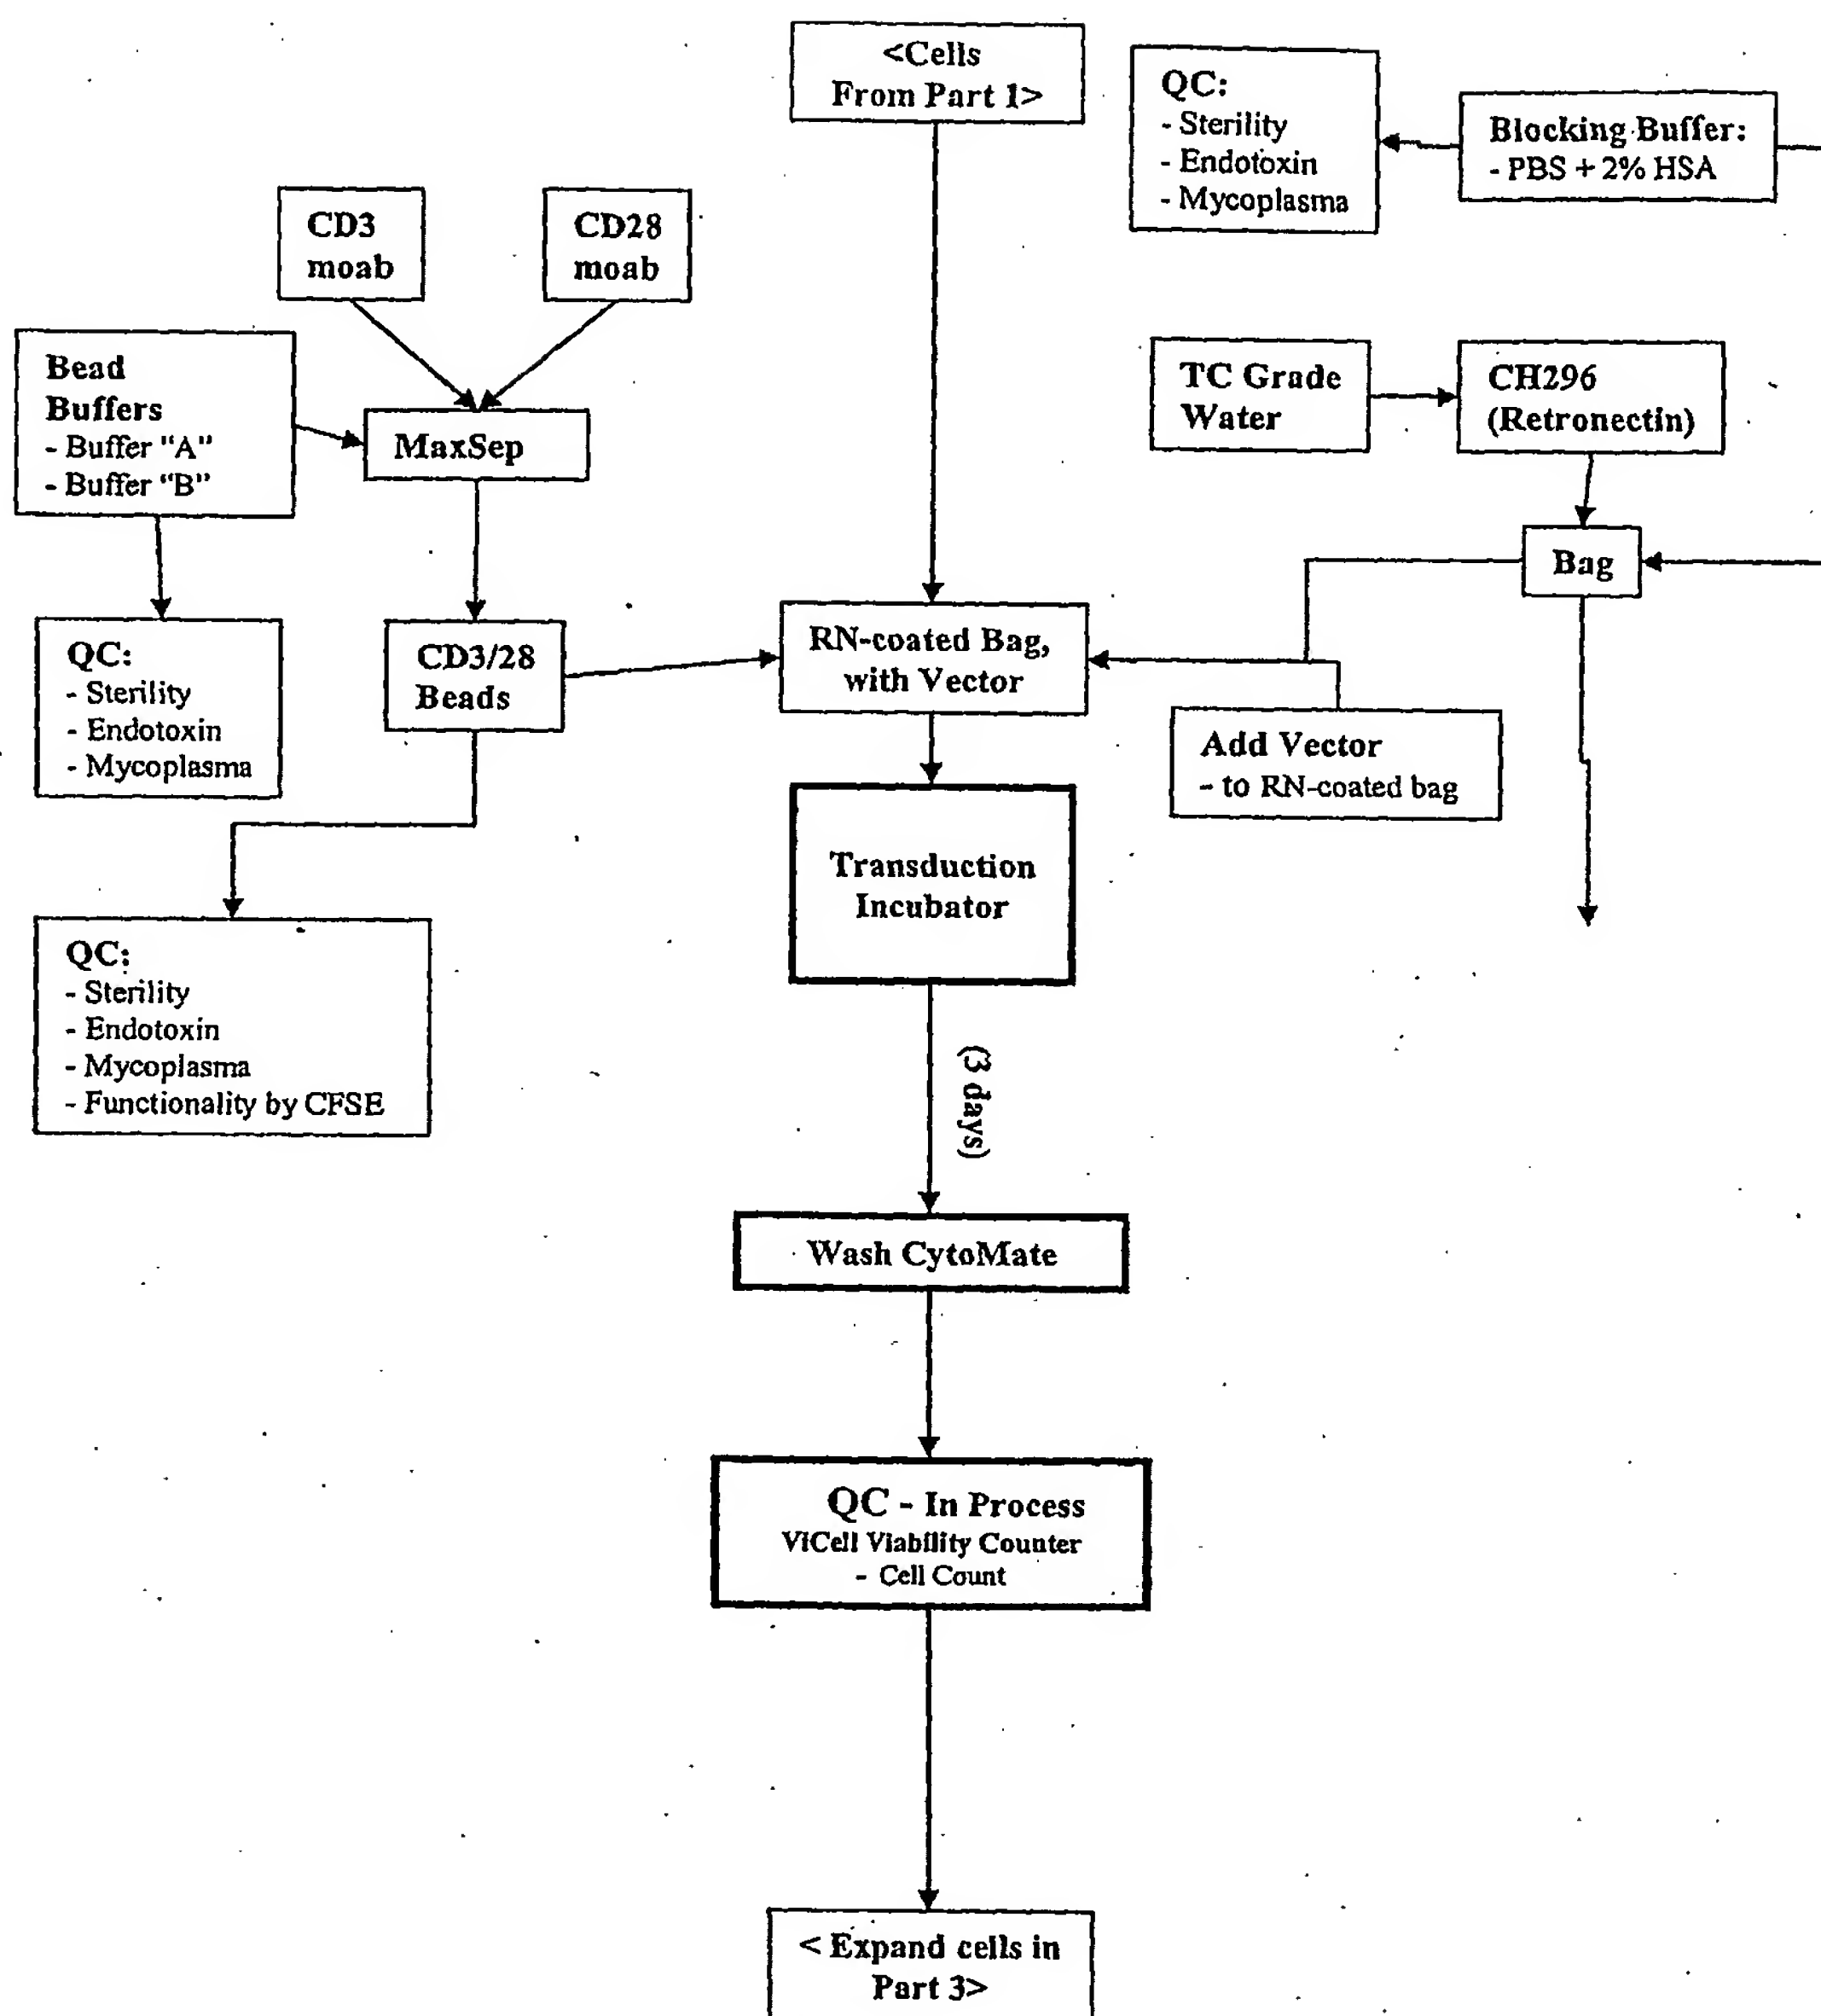 <Cells
From Part 1>
QC:
- Sterility
- Endotoxin
- Mycoplasma
Blocking Buffer:
- PBS + 2% HSA
CD3
moab
CD28
moab
Bead
Buffers
- Buffer "A"
- Buffer "B"
MaxSep
TC Grade
Water
CH296
(Retronectin)
Bag
QC:
- Sterility
- Endotoxin
- Mycoplasma
CD3/28
Beads
RN-coated Bag,
with Vector
Add Vector
- to RN-coated bag
Transduction
Incubator
QC:
- Sterility
- Endotoxin
- Mycoplasma
- Functionality by CFSE
(3 days)
Wash CytoMate
QC - In Process
ViCell Viability Counter
- Cell Count
< Expand cells in
Part 3>